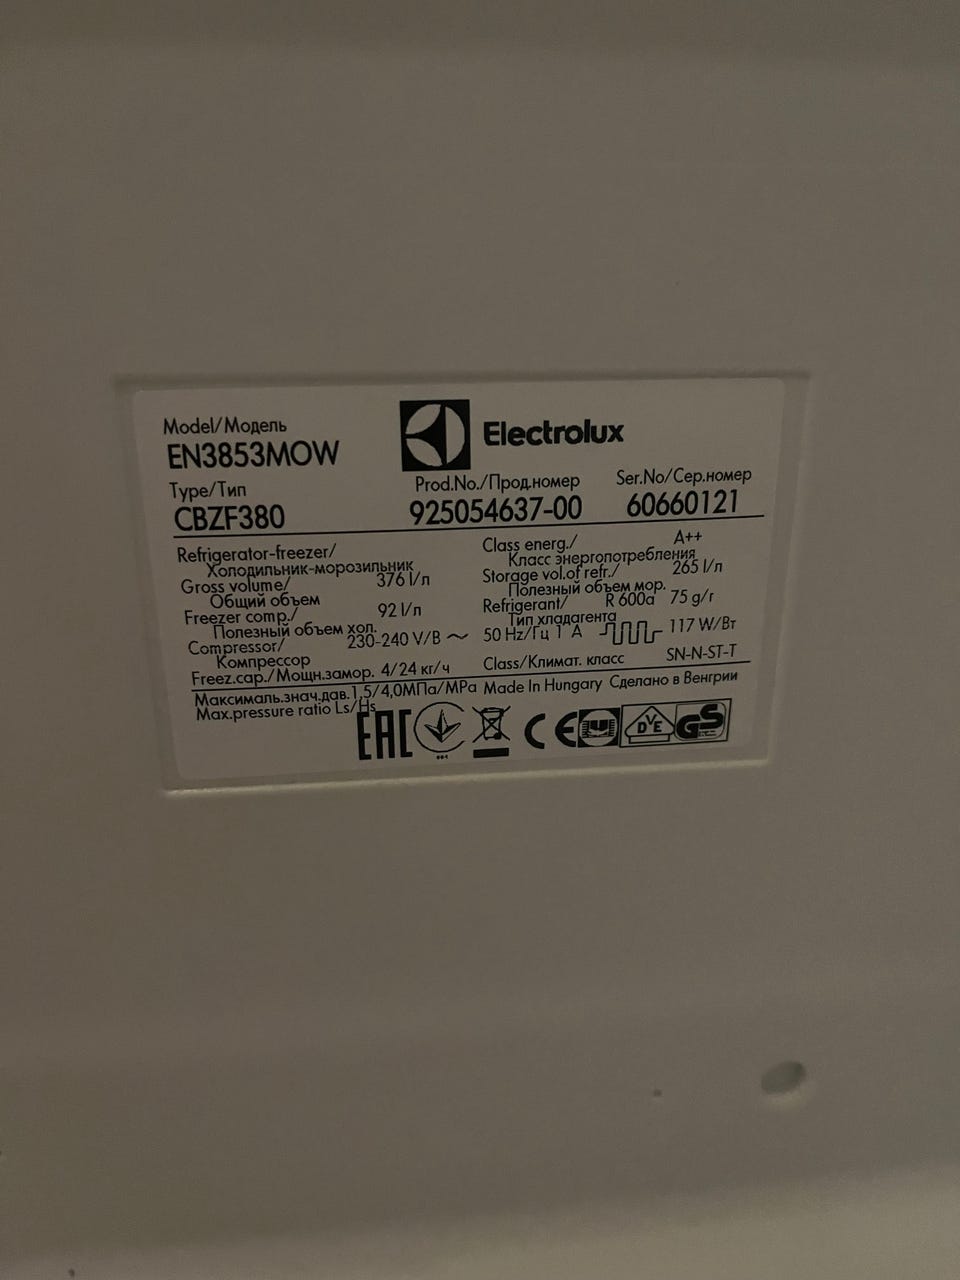 Model/Модель
EN3853MOW
Electrolux
Type/Тип
CBZF380
Prod.No./Прод.номер
925054637-00
Ser.No/Сер.номер
60660121
Refrigerator-freezer/
Холодильник-морозильник
Gross volume/ 376 l/л
Общий объем
Freezer comp./ 92 l/л
Полезный объем хол.
Compressor/ 230-240 V/В ~
Компрессор
Freez.cap./Мощн.замор. 4/24 кг/ч
Class energ./ A++
Класс энергопотребления
Storage vol.of refr./ 265 l/л
Полезный объем мор.
Refrigerant/ R 600a 75 g/г
Тип хладагента
50 Hz/Гц 1 A 117 W/Вт
Class/Климат. класс SN-N-ST-T
Максималь.знач.дав.1,5/4,0МПа/MPa Made In Hungary Сделано в Венгрии
Max.pressure ratio Ls/Hs
EAC CE DVE GS